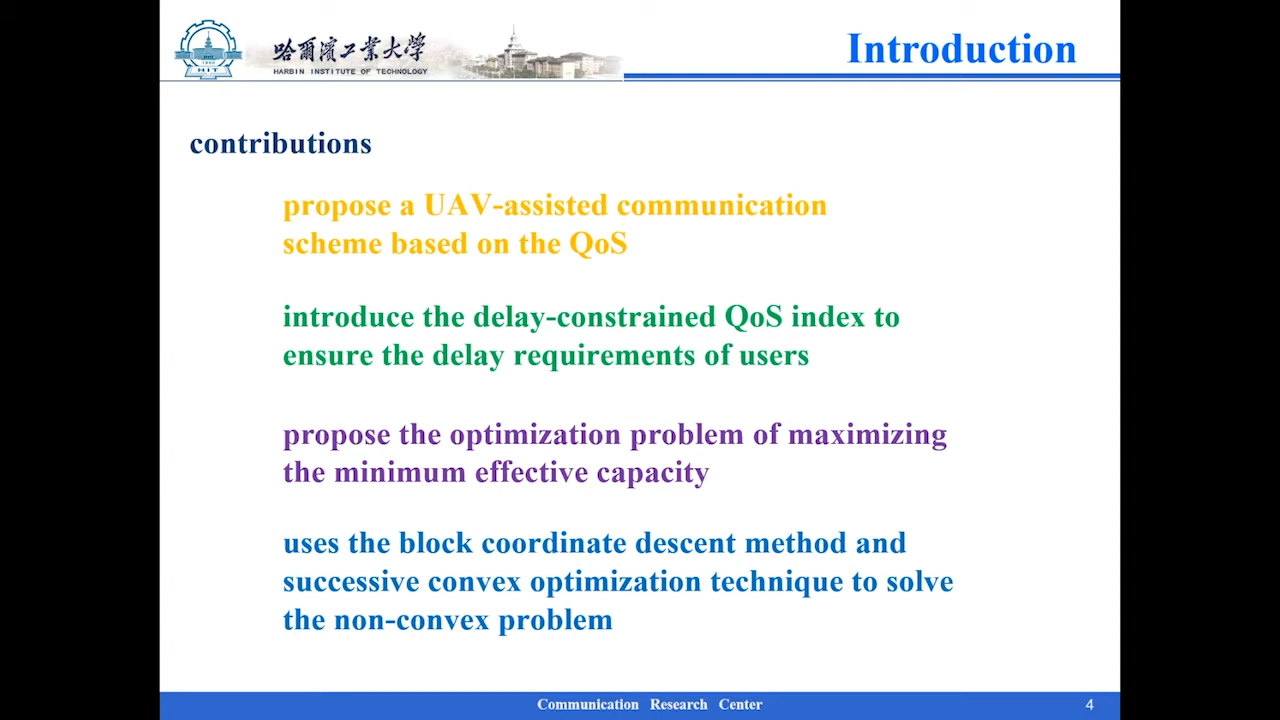 HIT
哈爾濱工業大學
HARBIN INSTITUTE OF TECHNOLOGY
Introduction
contributions
propose a UAV-assisted communication
scheme based on the QoS
introduce the delay-constrained QoS index to
ensure the delay requirements of users
propose the optimization problem of maximizing
the minimum effective capacity
uses the block coordinate descent method and
successive convex optimization technique to solve
the non-convex problem
Communication Research Center
4